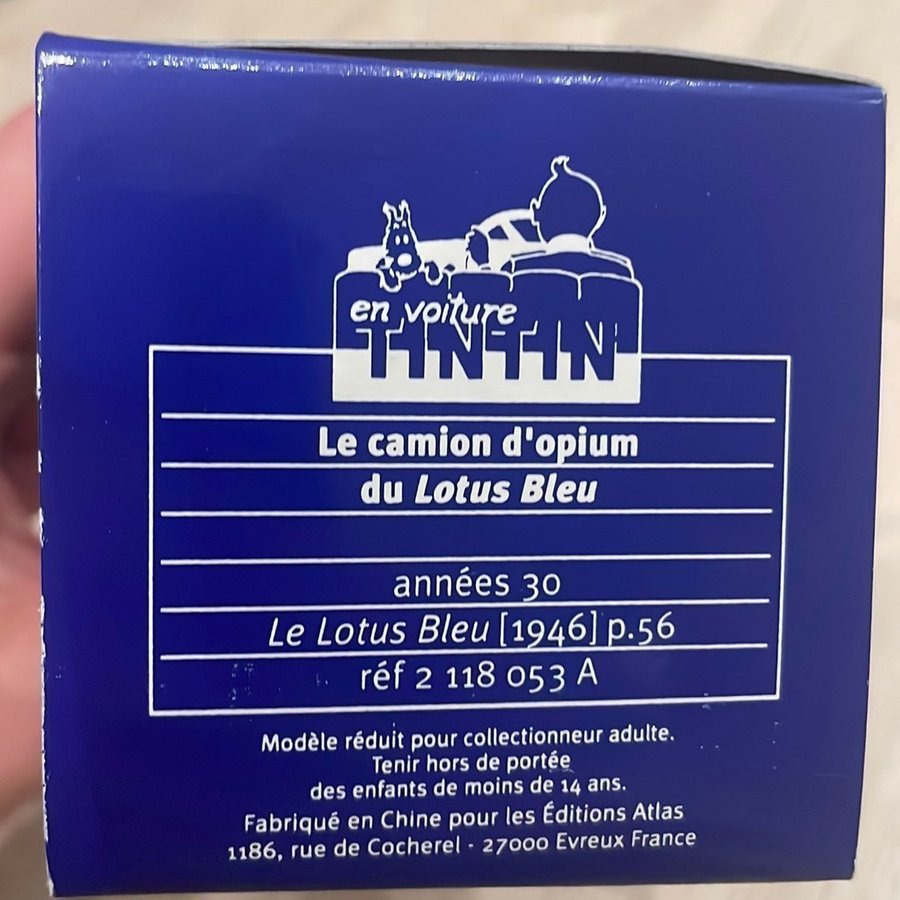 en voiture
TINTIN
Le camion d'opium
du Lotus Bleu
années 30
Le Lotus Bleu [1946] p.56
réf 2 118 053 A
Modèle réduit pour collectionneur adulte.
Tenir hors de portée
des enfants de moins de 14 ans.
Fabriqué en Chine pour les Éditions Atlas
1186, rue de Cocherel - 27000 Evreux France